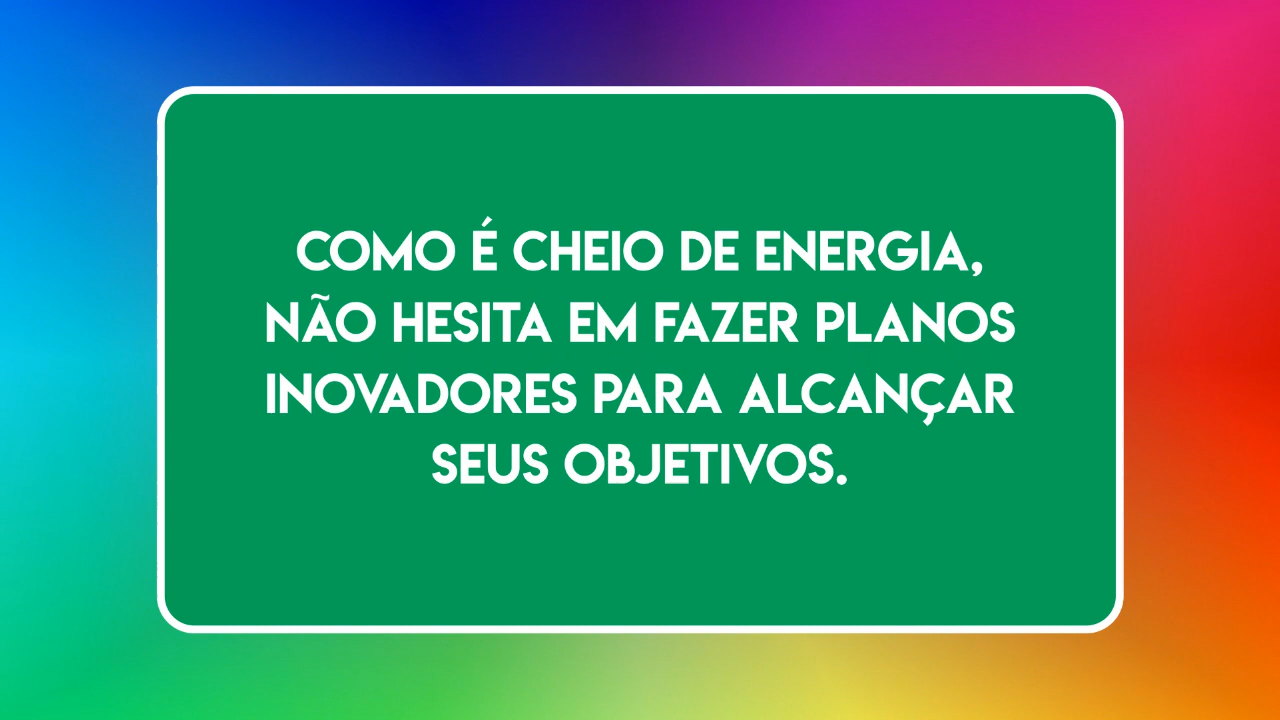 COMO É CHEIO DE ENERGIA,
NÃO HESITA EM FAZER PLANOS
INOVADORES PARA ALCANÇAR
SEUS OBJETIVOS.